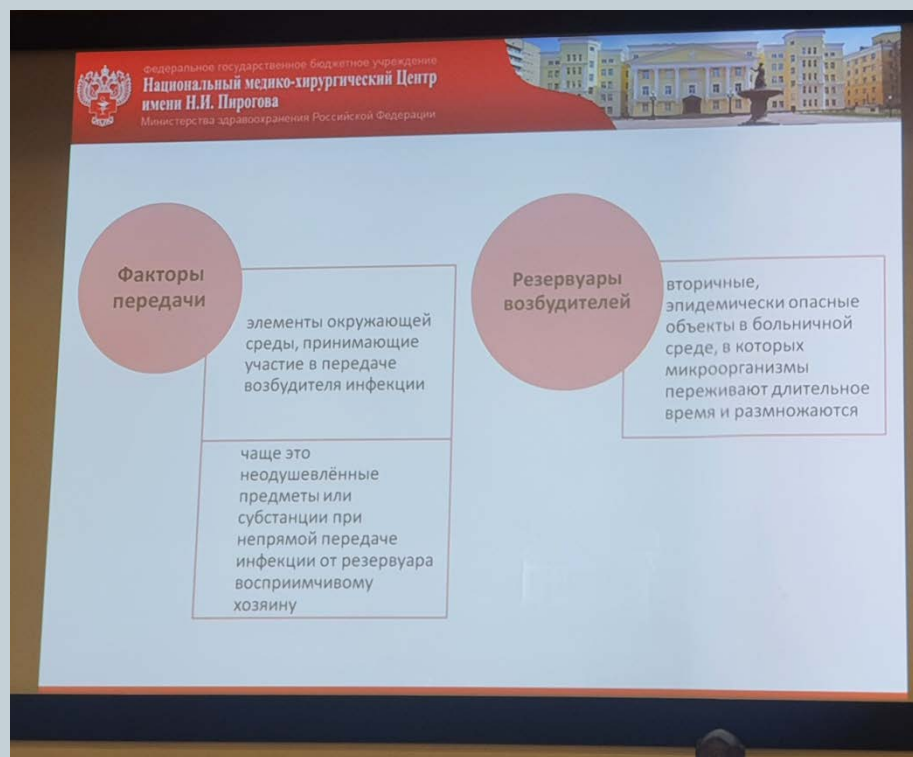 федеральное государственное бюджетное учреждение
Национальный медико-хирургический Центр
имени Н.И. Пирогова
Министерства здравоохранения Российской Федерации
Факторы
передачи
элементы окружающей
среды, принимающие
участие в передаче
возбудителя инфекции
чаще это
неодушевлённые
предметы или
субстанции при
непрямой передаче
инфекции от резервуара
восприимчивому
хозяину
Резервуары
возбудителей
вторичные,
эпидемически опасные
объекты в больничной
среде, в которых
микроорганизмы
переживают длительное
время и размножаются